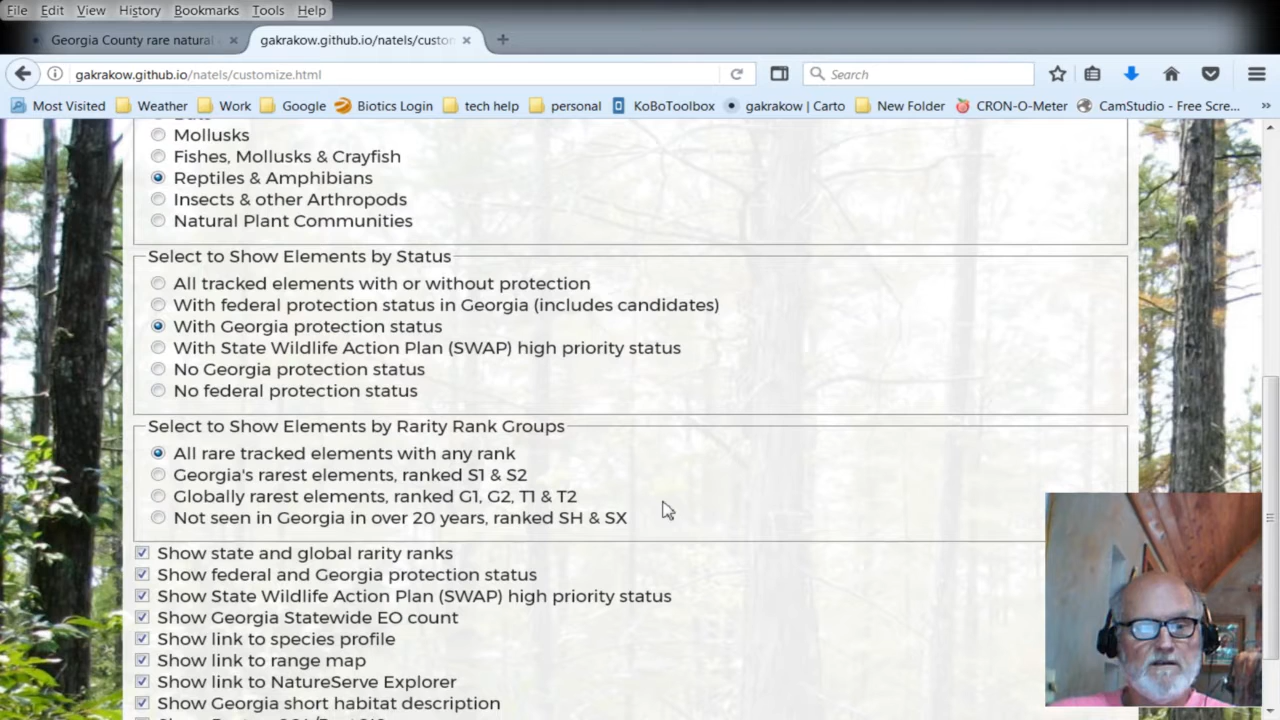 File Edit View History Bookmarks Tools Help
Georgia County rare natural
gakrakow.github.io/natels/custor
gakrakow.github.io/natels/customize.html
Search
Most Visited Weather Work Google Biotics Login tech help personal KoBoToolbox gakrakow | Carto New Folder CRON-O-Meter CamStudio - Free Scre...
Mollusks
Fishes, Mollusks & Crayfish
Reptiles & Amphibians
Insects & other Arthropods
Natural Plant Communities
Select to Show Elements by Status
All tracked elements with or without protection
With federal protection status in Georgia (includes candidates)
With Georgia protection status
With State Wildlife Action Plan (SWAP) high priority status
No Georgia protection status
No federal protection status
Select to Show Elements by Rarity Rank Groups
All rare tracked elements with any rank
Georgia's rarest elements, ranked S1 & S2
Globally rarest elements, ranked G1, G2, T1 & T2
Not seen in Georgia in over 20 years, ranked SH & SX
Show state and global rarity ranks
Show federal and Georgia protection status
Show State Wildlife Action Plan (SWAP) high priority status
Show Georgia Statewide EO count
Show link to species profile
Show link to range map
Show link to NatureServe Explorer
Show Georgia short habitat description